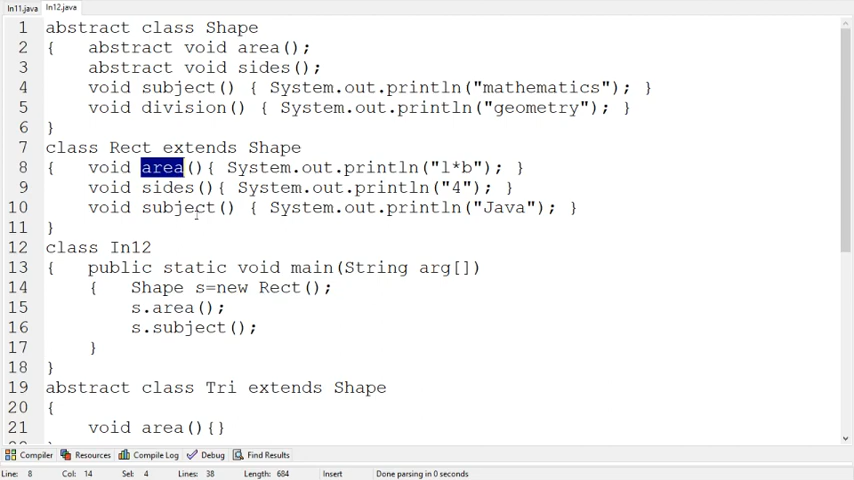 In11.java In12.java
1 abstract class Shape
2 { abstract void area();
3 abstract void sides();
4 void subject() { System.out.println("mathematics"); }
5 void division() { System.out.println("geometry"); }
6 }
7 class Rect extends Shape
8 { void area(){ System.out.println("l*b"); }
9 void sides(){ System.out.println("4"); }
10 void subject() { System.out.println("Java"); }
11 }
12 class In12
13 { public static void main(String arg[])
14 { Shape s=new Rect();
15 s.area();
16 s.subject();
17 }
18 }
19 abstract class Tri extends Shape
20 {
21 void area(){}
Compiler Resources Compile Log Debug Find Results
Line: 8 Col: 14 Sel: 4 Lines: 38 Length: 684 Insert Done parsing in 0 seconds